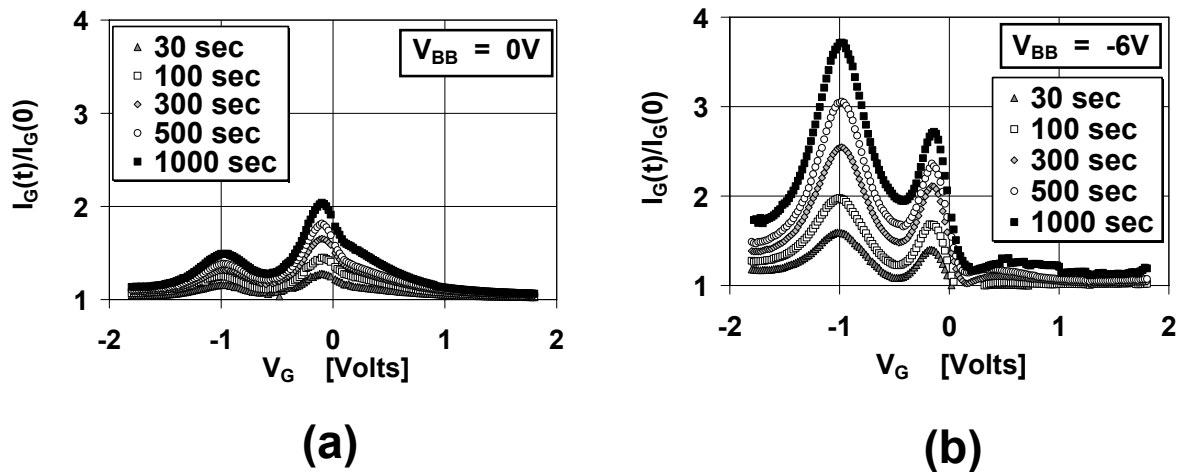 4
3
2
1
I_G(t)/I_G(0)
▲ 30 sec
□ 100 sec
◆ 300 sec
○ 500 sec
■ 1000 sec
V_BB = 0V
-2 -1 0 1 2
V_G [Volts]
(a)
4
3
2
1
I_G(t)/I_G(0)
V_BB = -6V
▲ 30 sec
□ 100 sec
◆ 300 sec
○ 500 sec
■ 1000 sec
-2 -1 0 1 2
V_G [Volts]
(b)